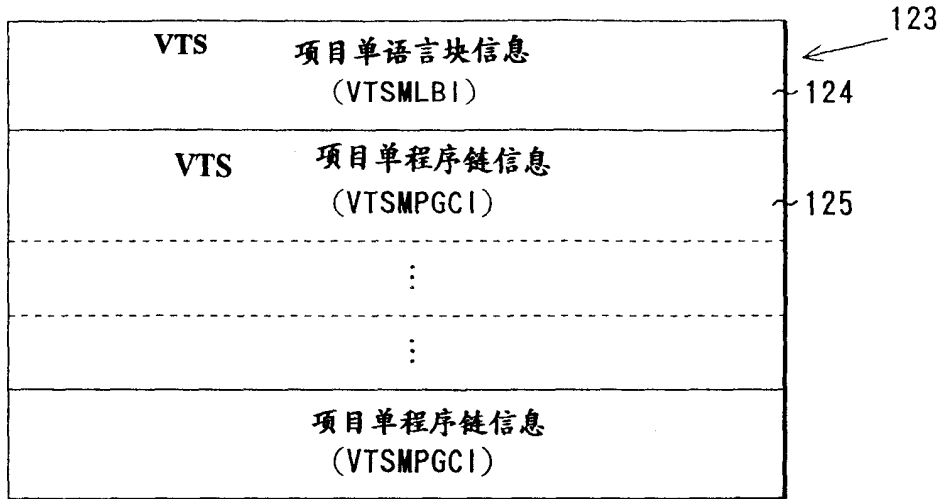 123
VTS 项目单语言块信息
(VTSMLBI)
124
VTS 项目单程序链信息
(VTSMPGCI)
125
⋮
⋮
项目单程序链信息
(VTSMPGCI)